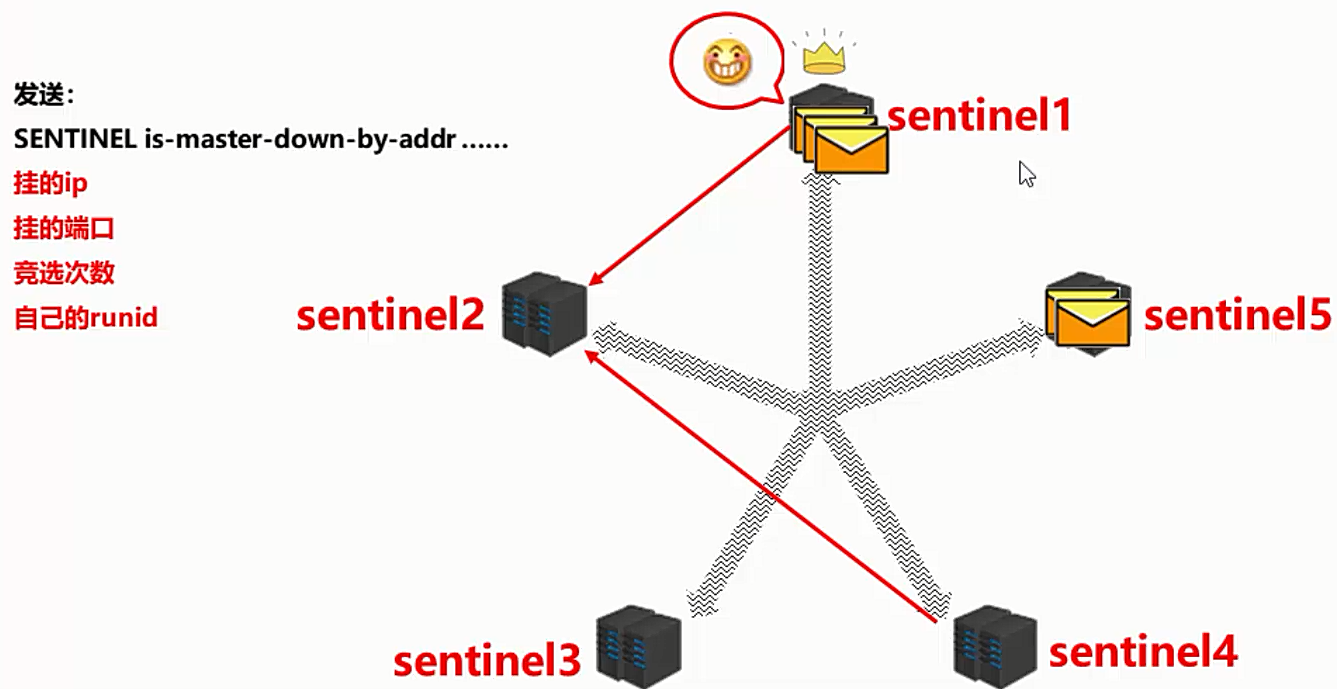 发送：
SENTINEL is-master-down-by-addr ......
挂的ip
挂的端口
竞选次数
自己的runid
sentinel1
sentinel2
sentinel5
sentinel3
sentinel4